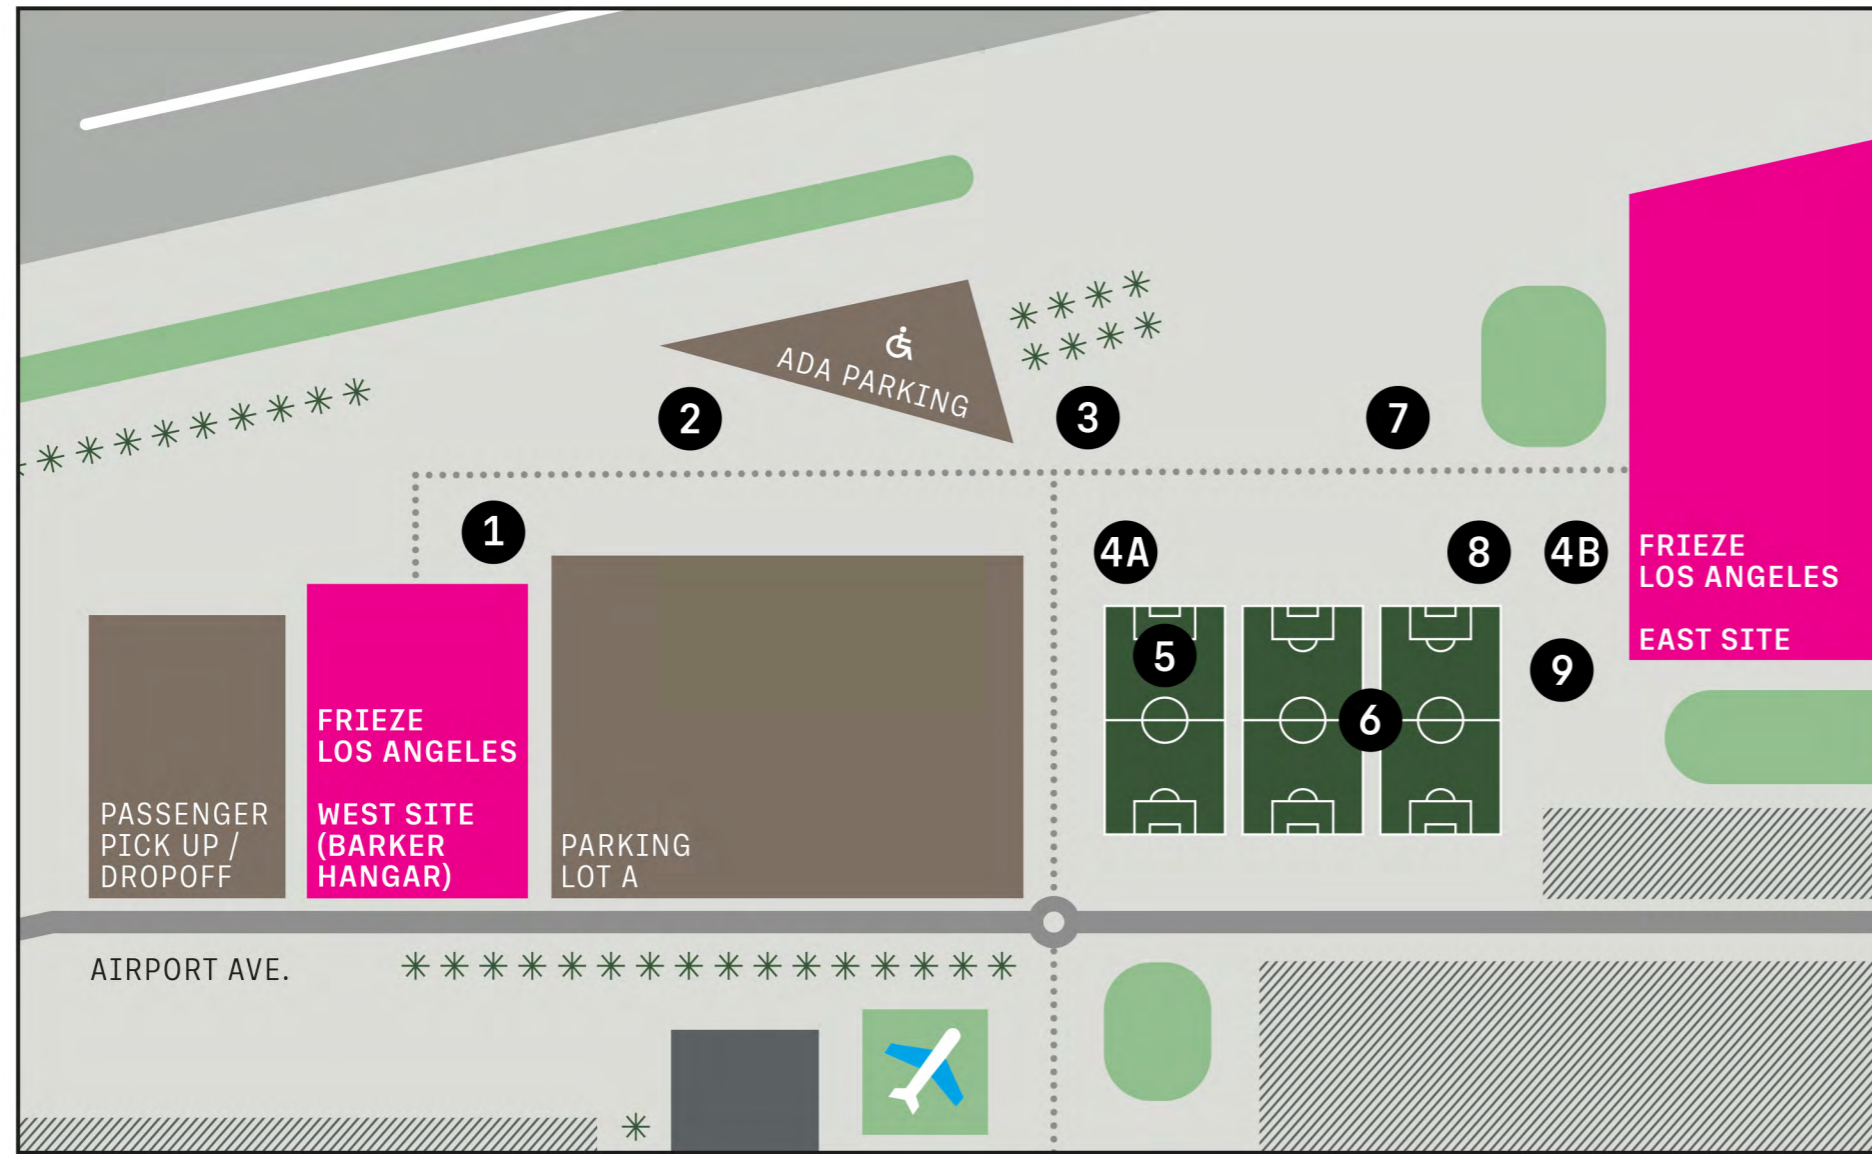 ADA PARKING
2
3
7
1
4A
8
4B
FRIEZE
LOS ANGELES
EAST SITE
5
9
6
FRIEZE
LOS ANGELES
WEST SITE
(BARKER
HANGAR)
PASSENGER
PICK UP /
DROPOFF
PARKING
LOT A
AIRPORT AVE.